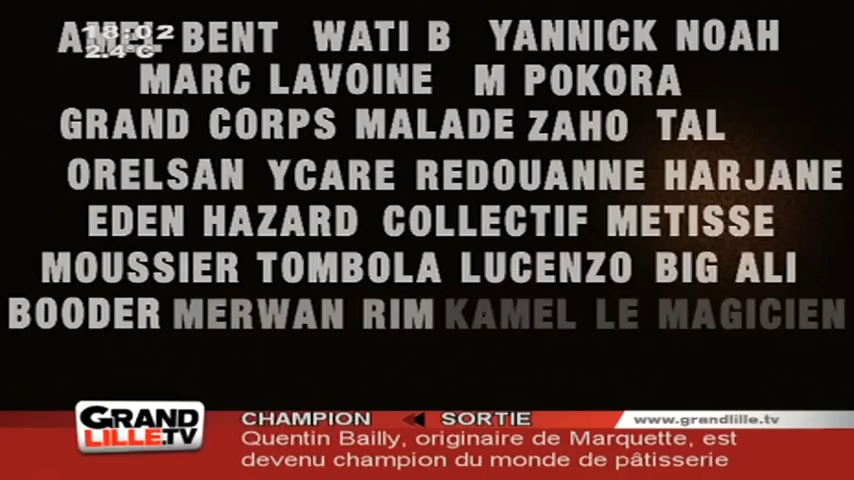 18:02
2.4°C
AMEL BENT WATI B YANNICK NOAH
MARC LAVOINE M POKORA
GRAND CORPS MALADE ZAHO TAL
ORELSAN YCARE REDOUANNE HARJANE
EDEN HAZARD COLLECTIF METISSE
MOUSSIER TOMBOLA LUCENZO BIG ALI
BOODER MERWAN RIM KAMEL LE MAGICIEN
GRAND LILLE.TV
CHAMPION SORTIE
www.grandlille.tv
Quentin Bailly, originaire de Marquette, est
devenu champion du monde de pâtisserie